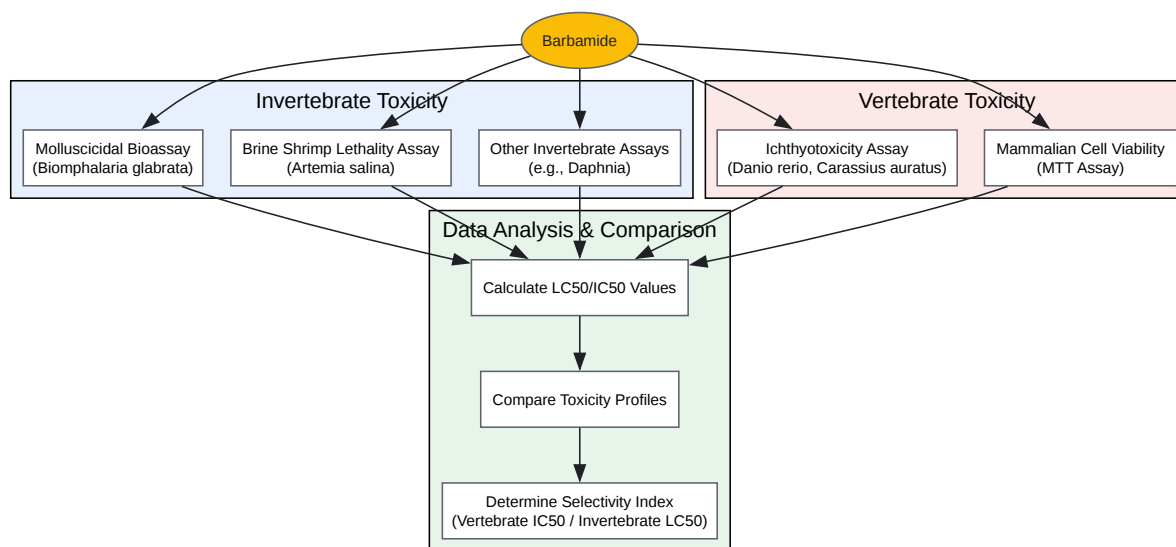 Barbamide
Invertebrate Toxicity
Vertebrate Toxicity
Molluscicidal Bioassay
(Biomphalaria glabrata)
Brine Shrimp Lethality Assay
(Artemia salina)
Other Invertebrate Assays
(e.g., Daphnia)
Ichthyotoxicity Assay
(Danio rerio, Carassius auratus)
Mammalian Cell Viability
(MTT Assay)
Data Analysis & Comparison
Calculate LC50/IC50 Values
Compare Toxicity Profiles
Determine Selectivity Index
(Vertebrate IC50 / Invertebrate LC50)